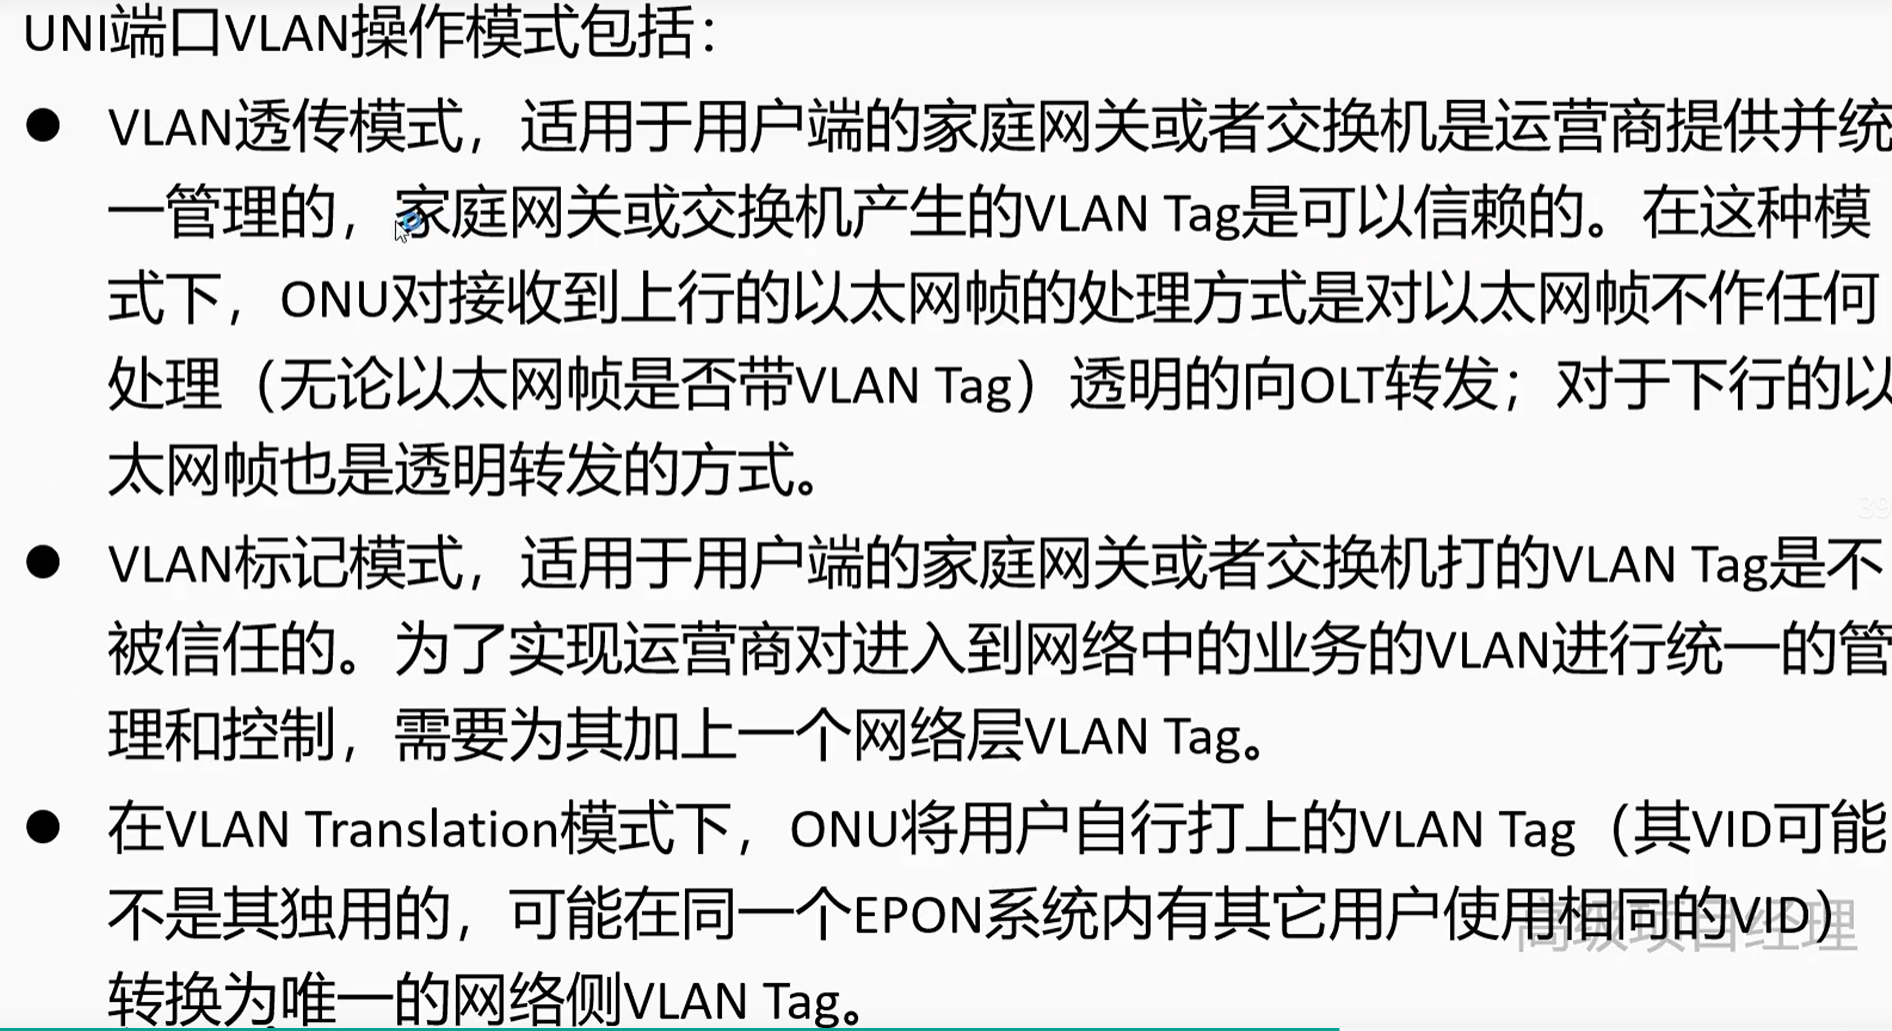 UNI端口VLAN操作模式包括：
● VLAN透传模式，适用于用户端的家庭网关或者交换机是运营商提供并统
一管理的，家庭网关或交换机产生的VLAN Tag是可以信赖的。在这种模
式下，ONU对接收到上行的以太网帧的处理方式是对以太网帧不作任何
处理（无论以太网帧是否带VLAN Tag）透明的向OLT转发；对于下行的以
太网帧也是透明转发的方式。
39
● VLAN标记模式，适用于用户端的家庭网关或者交换机打的VLAN Tag是不
被信任的。为了实现运营商对进入到网络中的业务的VLAN进行统一的管
理和控制，需要为其加上一个网络层VLAN Tag。
● 在VLAN Translation模式下，ONU将用户自行打上的VLAN Tag（其VID可能
不是其独用的，可能在同一个EPON系统内有其它用户使用相同的VID）
高级项目经理
转换为唯一的网络侧VLAN Tag。